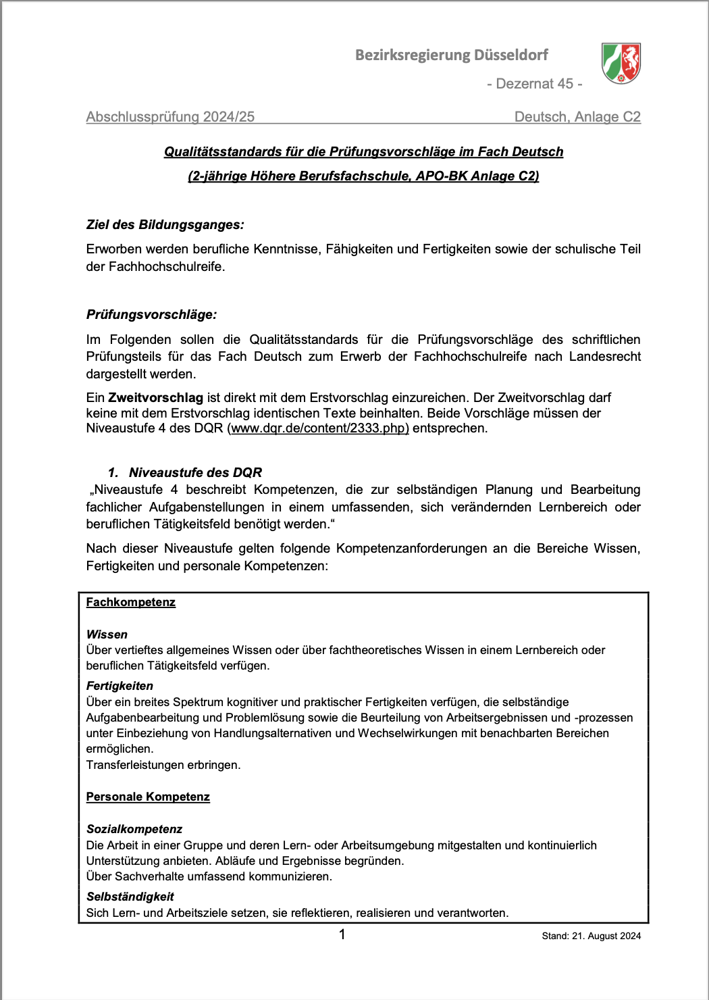 Bezirksregierung Düsseldorf
- Dezernat 45 -
Abschlussprüfung 2024/25 Deutsch, Anlage C2
Qualitätsstandards für die Prüfungsvorschläge im Fach Deutsch
(2-jährige Höhere Berufsfachschule, APO-BK Anlage C2)
Ziel des Bildungsganges:
Erworben werden berufliche Kenntnisse, Fähigkeiten und Fertigkeiten sowie der schulische Teil
der Fachhochschulreife.
Prüfungsvorschläge:
Im Folgenden sollen die Qualitätsstandards für die Prüfungsvorschläge des schriftlichen
Prüfungsteils für das Fach Deutsch zum Erwerb der Fachhochschulreife nach Landesrecht
dargestellt werden.
Ein Zweitvorschlag ist direkt mit dem Erstvorschlag einzureichen. Der Zweitvorschlag darf
keine mit dem Erstvorschlag identischen Texte beinhalten. Beide Vorschläge müssen der
Niveaustufe 4 des DQR (www.dqr.de/content/2333.php) entsprechen.
1. Niveaustufe des DQR
„Niveaustufe 4 beschreibt Kompetenzen, die zur selbständigen Planung und Bearbeitung
fachlicher Aufgabenstellungen in einem umfassenden, sich verändernden Lernbereich oder
beruflichen Tätigkeitsfeld benötigt werden.“
Nach dieser Niveaustufe gelten folgende Kompetenzanforderungen an die Bereiche Wissen,
Fertigkeiten und personale Kompetenzen:
Fachkompetenz
Wissen
Über vertieftes allgemeines Wissen oder über fachtheoretisches Wissen in einem Lernbereich oder
beruflichen Tätigkeitsfeld verfügen.
Fertigkeiten
Über ein breites Spektrum kognitiver und praktischer Fertigkeiten verfügen, die selbständige
Aufgabenbearbeitung und Problemlösung sowie die Beurteilung von Arbeitsergebnissen und -prozessen
unter Einbeziehung von Handlungsalternativen und Wechselwirkungen mit benachbarten Bereichen
ermöglichen.
Transferleistungen erbringen.
Personale Kompetenz
Sozialkompetenz
Die Arbeit in einer Gruppe und deren Lern- oder Arbeitsumgebung mitgestalten und kontinuierlich
Unterstützung anbieten. Abläufe und Ergebnisse begründen.
Über Sachverhalte umfassend kommunizieren.
Selbständigkeit
Sich Lern- und Arbeitsziele setzen, sie reflektieren, realisieren und verantworten.
1 Stand: 21. August 2024